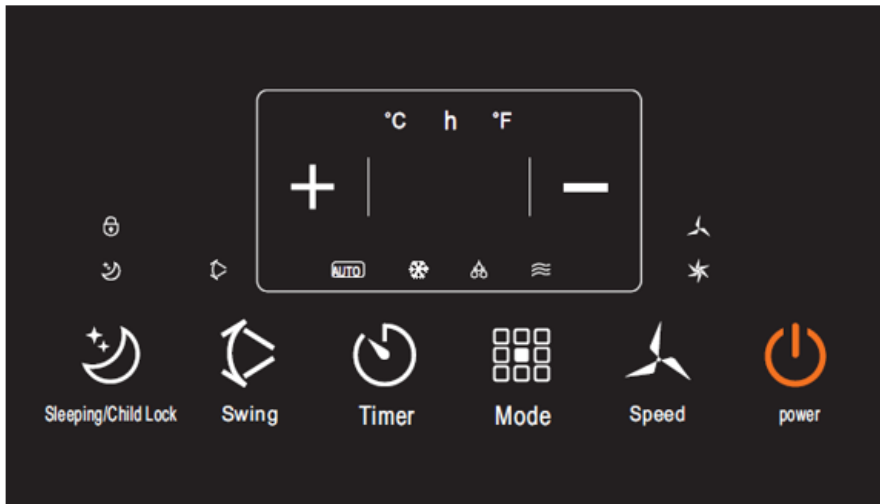 °C h °F
+ −
AUTO
Sleeping/Child Lock Swing Timer Mode Speed power